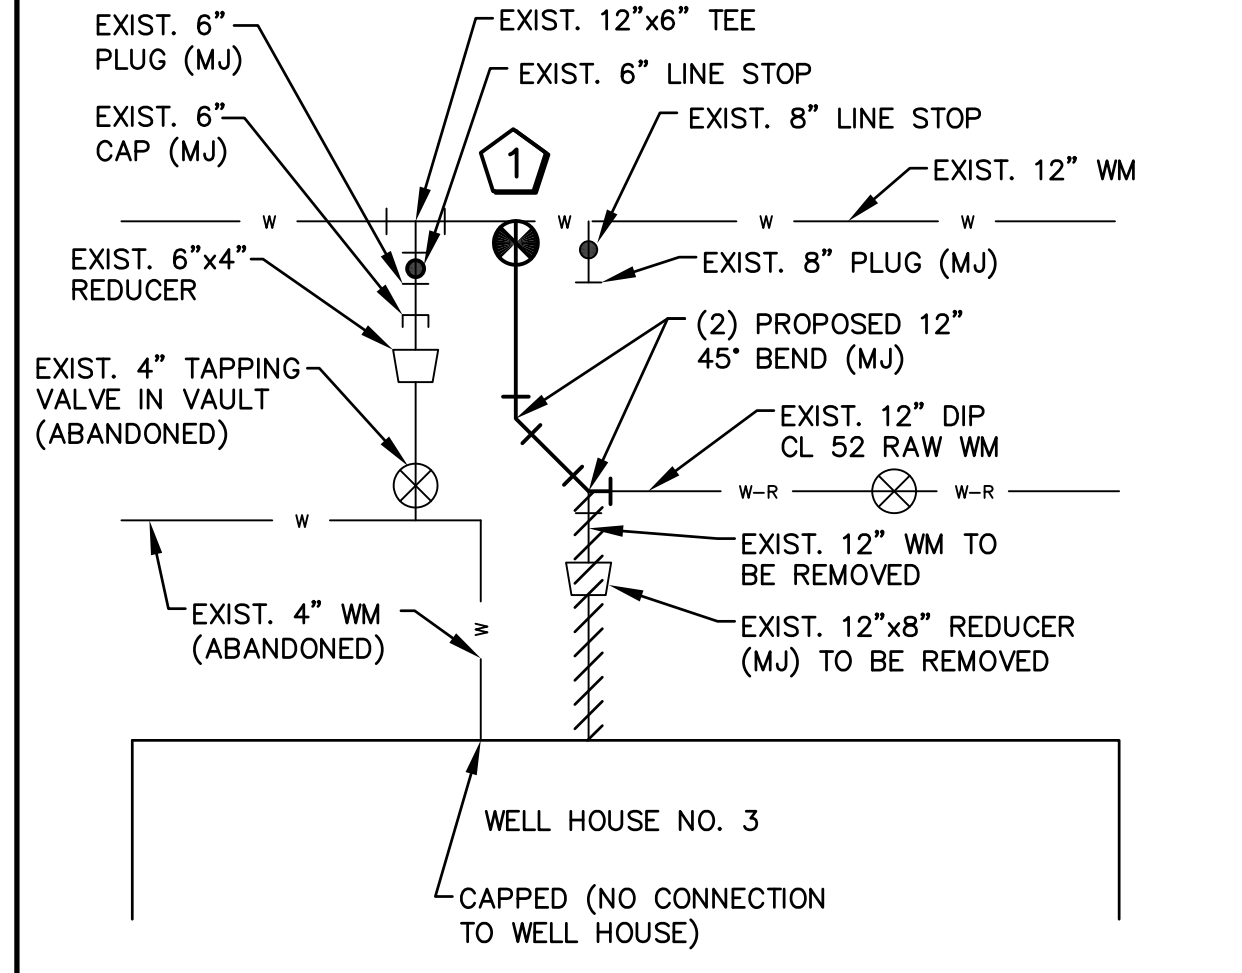 EXIST. 6"
PLUG (MJ)
EXIST. 12"x6" TEE
EXIST. 6" LINE STOP
EXIST. 6"
CAP (MJ)
EXIST. 8" LINE STOP
1
EXIST. 12" WM
W
W
W
W
EXIST. 6"x4"
REDUCER
EXIST. 8" PLUG (MJ)
(2) PROPOSED 12"
45° BEND (MJ)
EXIST. 4" TAPPING
VALVE IN VAULT
(ABANDONED)
EXIST. 12" DIP
CL 52 RAW WM
W-R
W-R
W
EXIST. 12" WM TO
BE REMOVED
EXIST. 4" WM
(ABANDONED)
W
EXIST. 12"x8" REDUCER
(MJ) TO BE REMOVED
WELL HOUSE NO. 3
CAPPED (NO CONNECTION
TO WELL HOUSE)